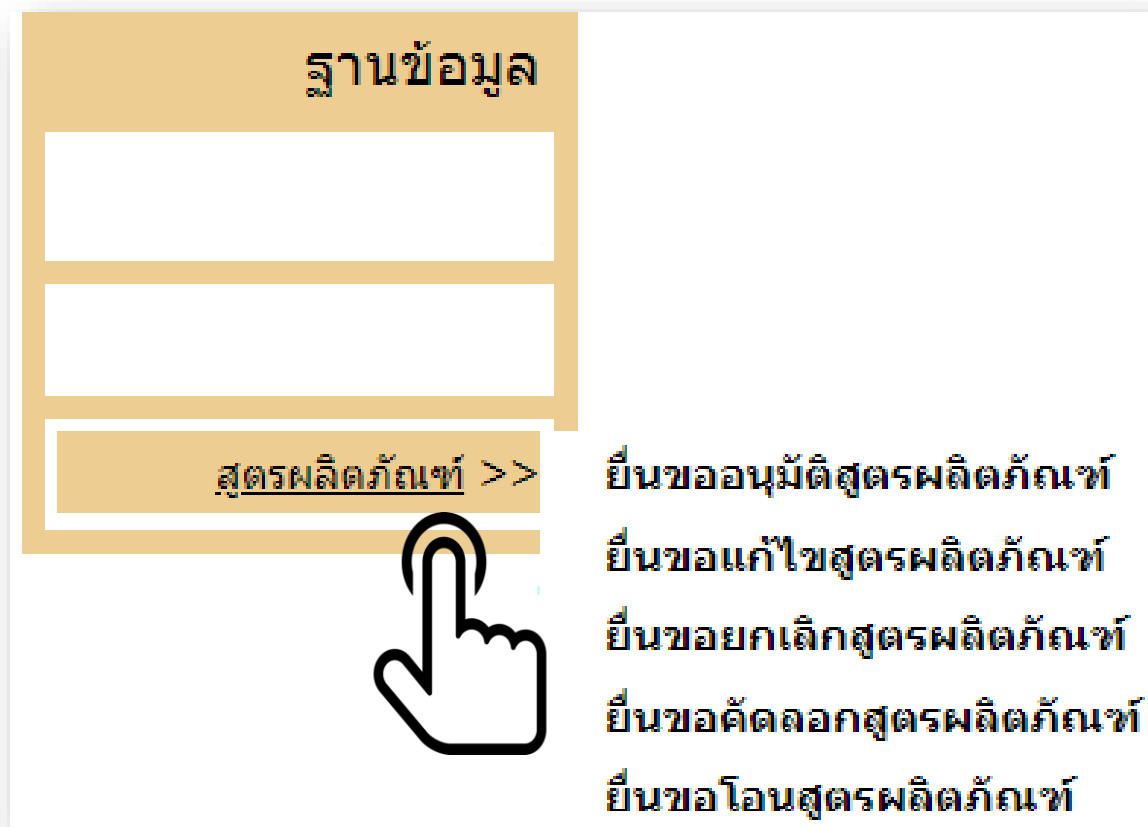 ฐานข้อมูล
สูตรผลิตภัณฑ์ >>
ยื่นขออนุมัติสูตรผลิตภัณฑ์
ยื่นขอแก้ไขสูตรผลิตภัณฑ์
ยื่นขอยกเลิกสูตรผลิตภัณฑ์
ยื่นขอคัดลอกสูตรผลิตภัณฑ์
ยื่นขอโอนสูตรผลิตภัณฑ์